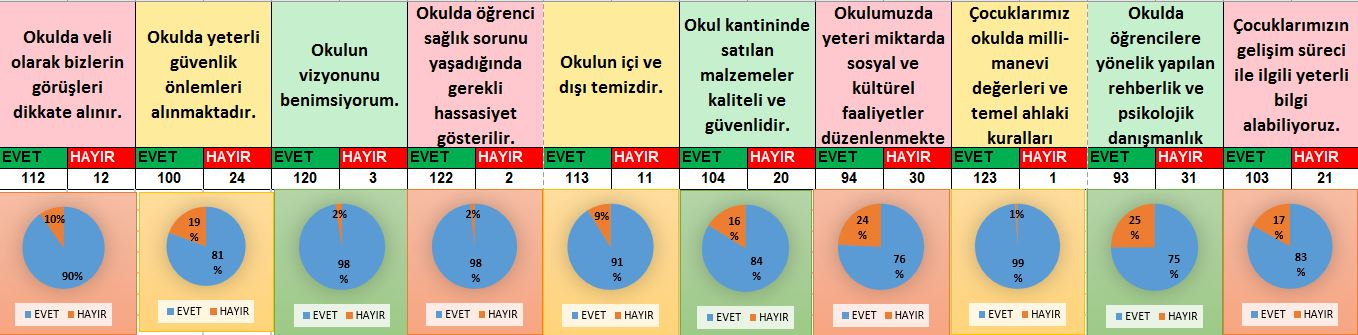 Okulda veli
olarak bizlerin
görüşleri
dikkate alınır.
Okulda yeterli
güvenlik
önlemleri
alınmaktadır.
Okulun
vizyonunu
benimsiyorum.
Okulda öğrenci
sağlık sorunu
yaşadığında
gerekli
hassasiyet
gösterilir.
Okulun içi ve
dışı temizdir.
Okul kantininde
satılan
malzemeler
kaliteli ve
güvenlidir.
Okulumuzda
yeteri miktarda
sosyal ve
kültürel
faaliyetler
düzenlenmekte
Çocuklarımız
okulda milli-
manevi
değerleri ve
temel ahlaki
kuralları
Okulda
öğrencilere
yönelik yapılan
rehberlik ve
psikolojik
danışmanlık
Çocuklarımızın
gelişim süreci
ile ilgili yeterli
bilgi
alabiliyoruz.
EVET HAYIR EVET HAYIR EVET HAYIR EVET HAYIR EVET HAYIR EVET HAYIR EVET HAYIR EVET HAYIR EVET HAYIR EVET HAYIR
112 12 100 24 120 3 122 2 113 11 104 20 94 30 123 1 93 31 103 21
10%
90%
EVET HAYIR
19
%
81
%
EVET HAYIR
2%
98
%
EVET HAYIR
2%
98
%
EVET HAYIR
9%
91
%
EVET HAYIR
16
%
84
%
EVET HAYIR
24
%
76
%
EVET HAYIR
1%
99
%
EVET HAYIR
25
%
75
%
EVET HAYIR
17
%
83
%
EVET HAYIR